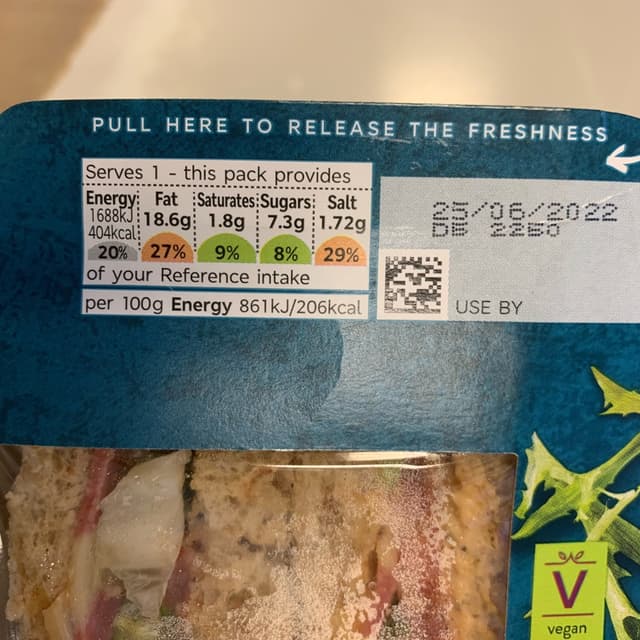 PULL HERE TO RELEASE THE FRESHNESS
Serves 1 - this pack provides
Energy Fat Saturates Sugars Salt
1688kJ 18.6g 1.8g 7.3g 1.72g
404kcal
20% 27% 9% 8% 29%
of your Reference intake
per 100g Energy 861kJ/206kcal
25/06/2022
USE BY
V
vegan